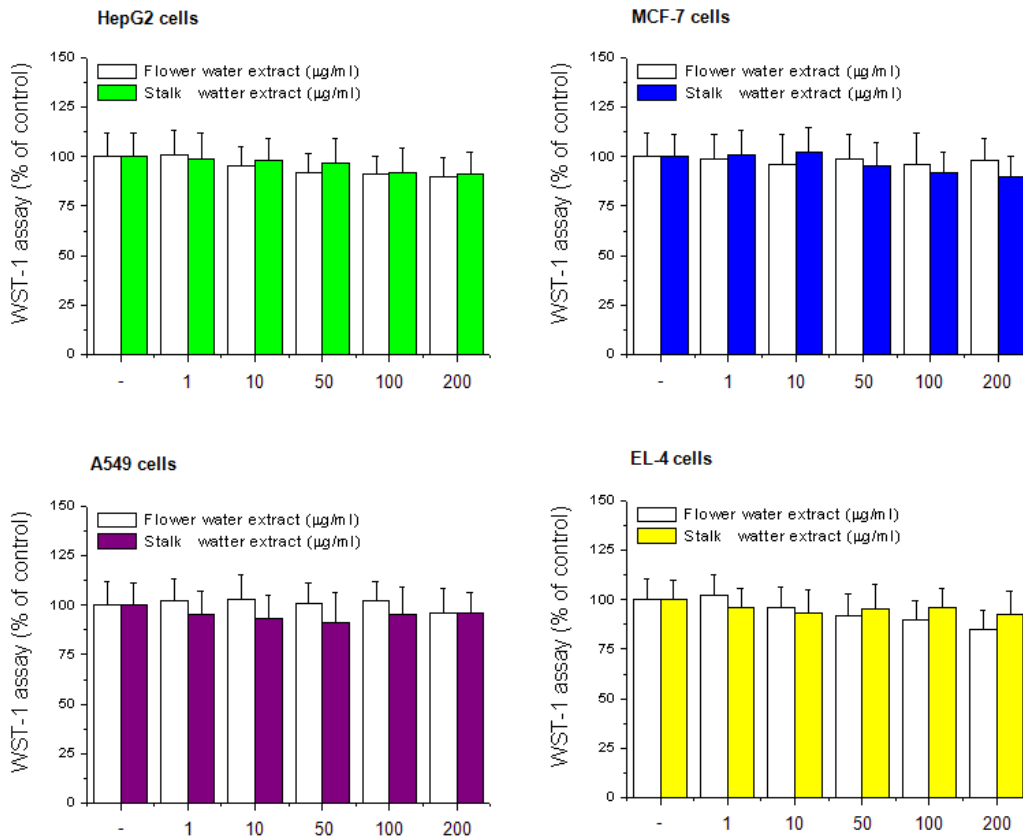 HepG2 cells
WST-1 assay (% of control)
150
125
100
75
50
25
0
Flower water extract (µg/ml)
Stalk watter extract (µg/ml)
- 1 10 50 100 200
MCF-7 cells
WST-1 assay (% of control)
150
125
100
75
50
25
0
Flower water extract (µg/ml)
Stalk watter extract (µg/ml)
- 1 10 50 100 200
A549 cells
WST-1 assay (% of control)
150
125
100
75
50
25
0
Flower water extract (µg/ml)
Stalk watter extract (µg/ml)
- 1 10 50 100 200
EL-4 cells
WST-1 assay (% of control)
150
125
100
75
50
25
0
Flower water extract (µg/ml)
Stalk watter extract (µg/ml)
- 1 10 50 100 200